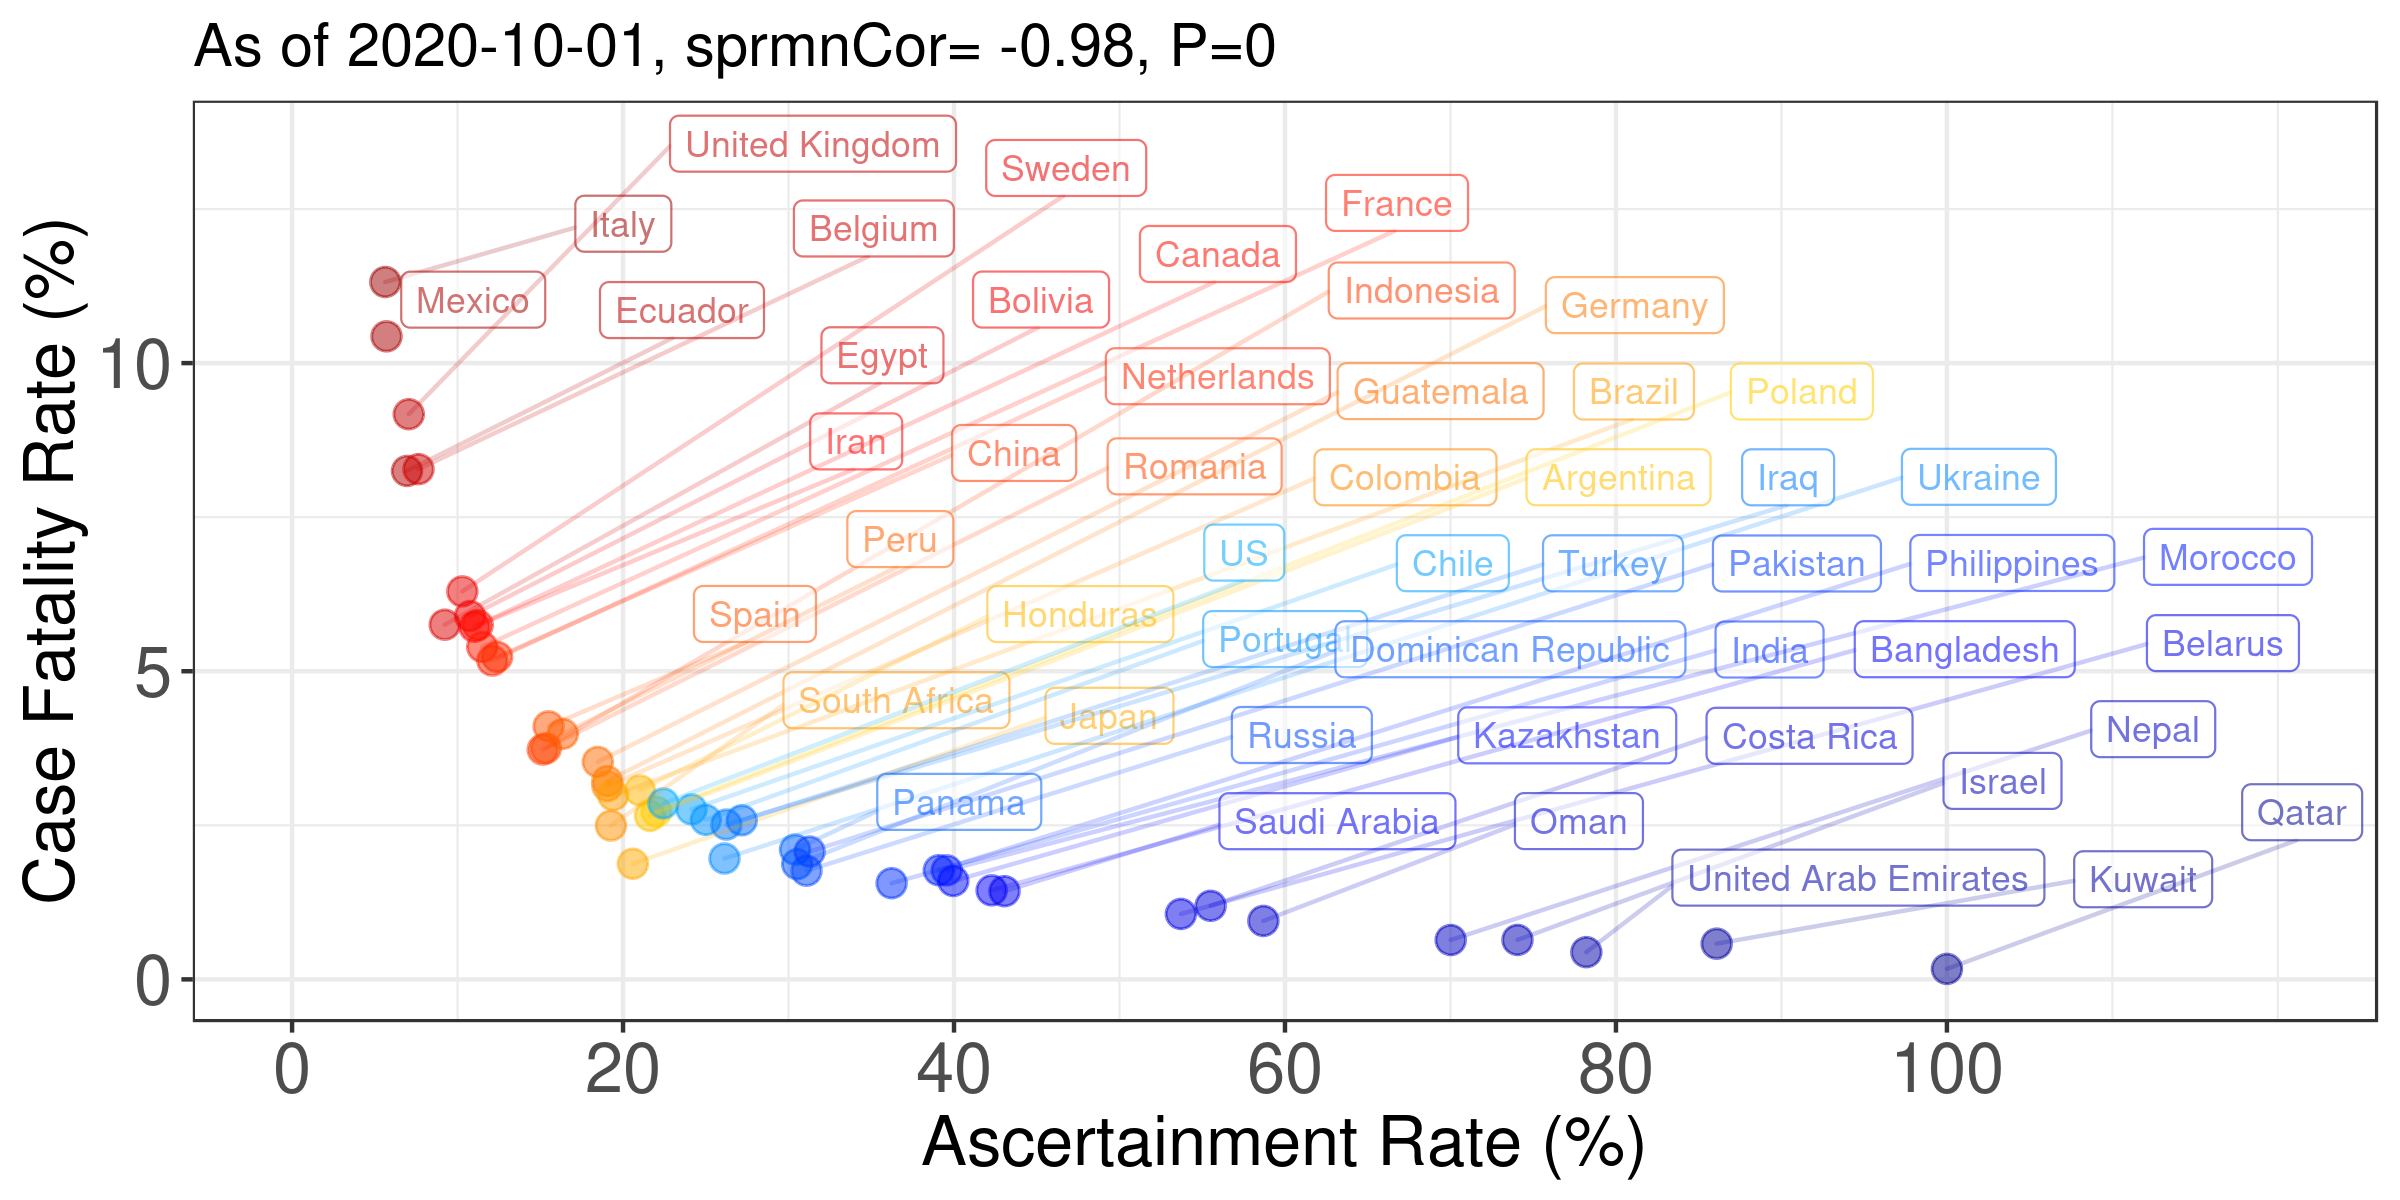 As of 2020-10-01, sprmnCor= -0.98, P=0
Case Fatality Rate (%)
10
5
0
United Kingdom
Sweden
France
Italy
Belgium
Canada
Mexico
Ecuador
Bolivia
Indonesia
Germany
Egypt
Netherlands
Guatemala
Brazil
Poland
Iran
China
Romania
Colombia
Argentina
Iraq
Ukraine
Peru
US
Chile
Turkey
Pakistan
Philippines
Morocco
Spain
Honduras
Portugal
Dominican Republic
India
Bangladesh
Belarus
South Africa
Japan
Russia
Kazakhstan
Costa Rica
Nepal
Israel
Panama
Saudi Arabia
Oman
Qatar
United Arab Emirates
Kuwait
0
20
40
60
80
100
Ascertainment Rate (%)